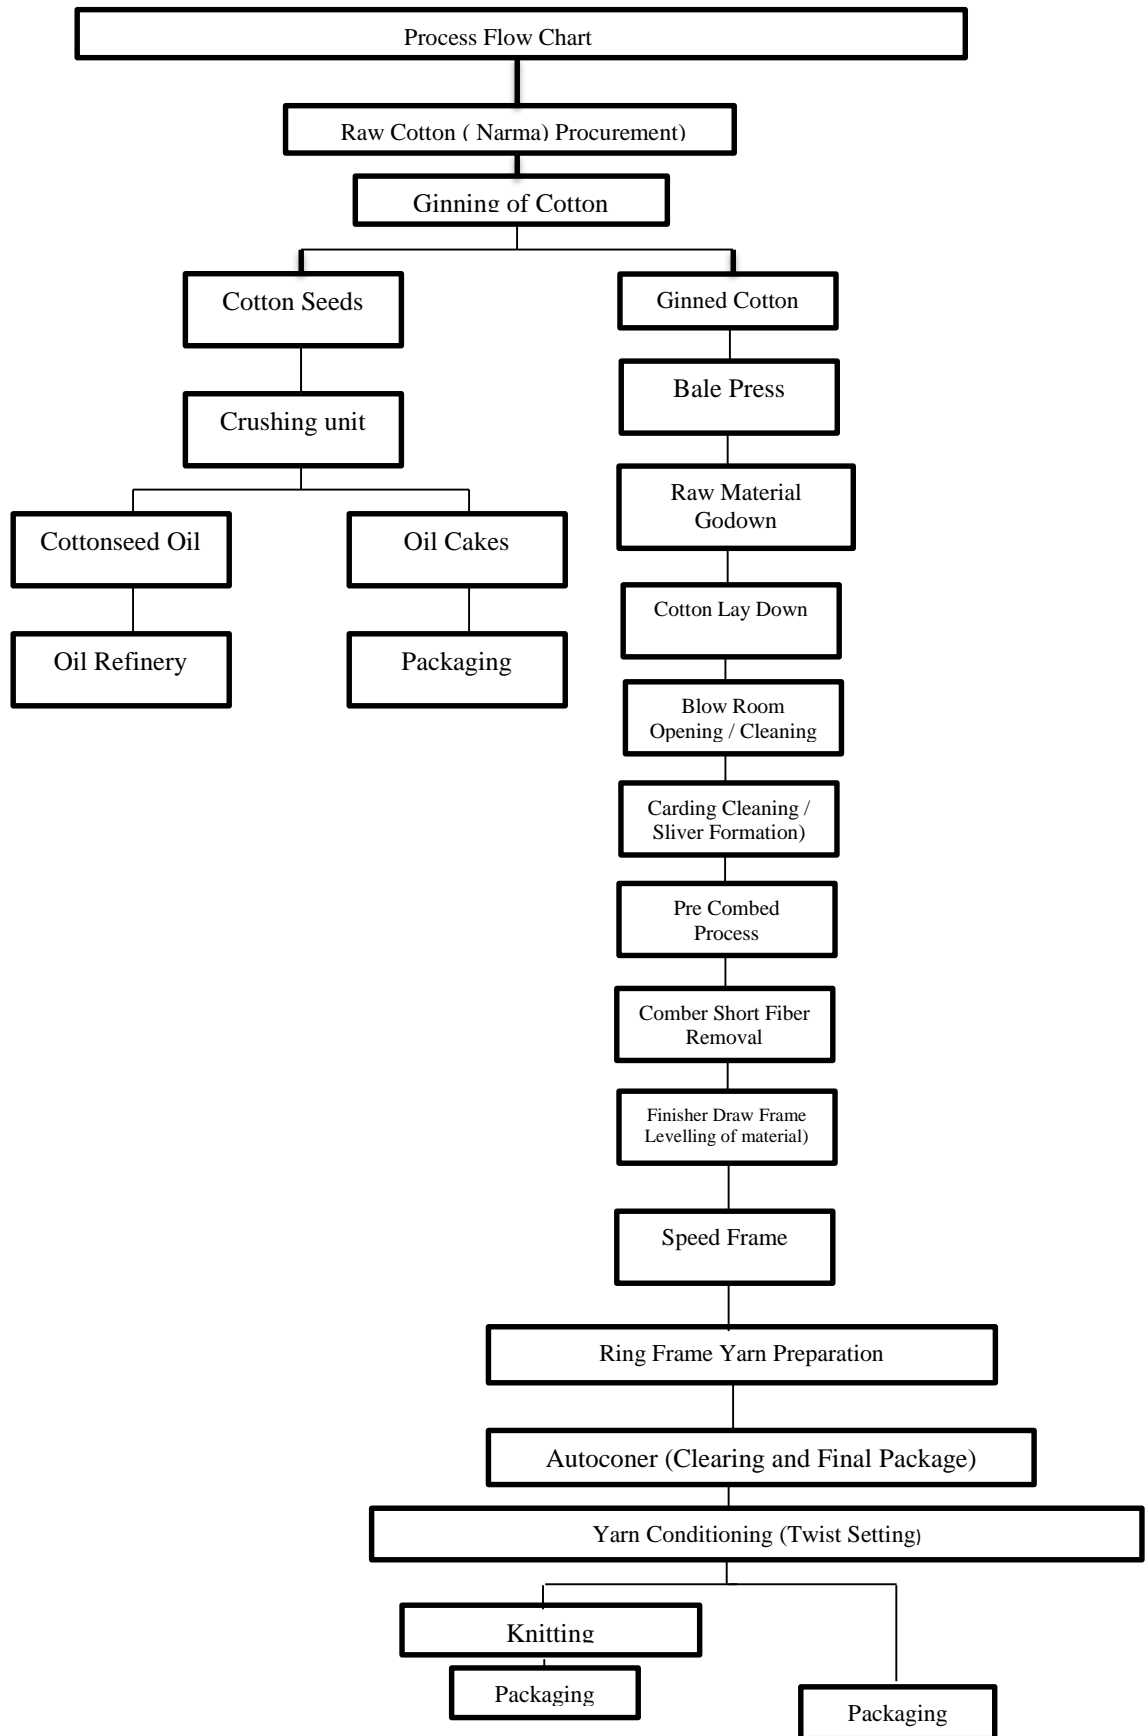 Process Flow Chart
Raw Cotton ( Narma) Procurement)
Ginning of Cotton
Cotton Seeds
Ginned Cotton
Bale Press
Crushing unit
Raw Material
Godown
Cottonseed Oil
Oil Cakes
Cotton Lay Down
Oil Refinery
Packaging
Blow Room
Opening / Cleaning
Carding Cleaning /
Sliver Formation)
Pre Combed
Process
Comber Short Fiber
Removal
Finisher Draw Frame
Levelling of material)
Speed Frame
Ring Frame Yarn Preparation
Autoconer (Clearing and Final Package)
Yarn Conditioning (Twist Setting)
Knitting
Packaging
Packaging